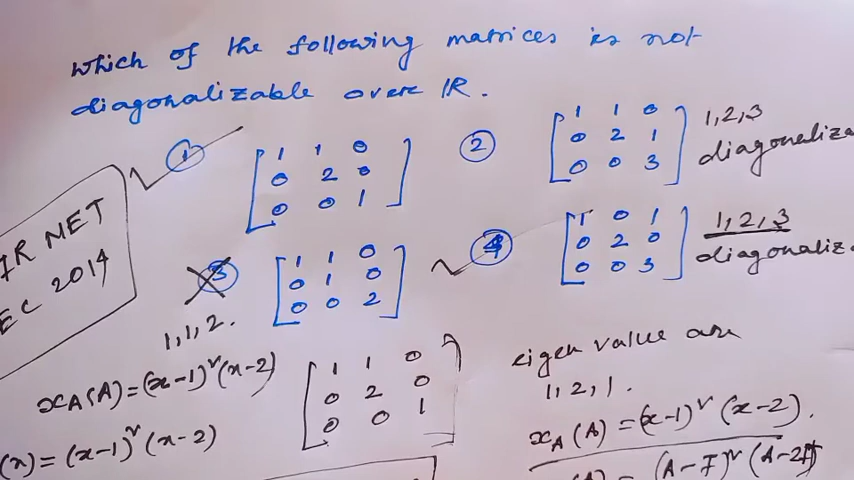 which of the following matrices is not
diagonalizable over IR.
① [1 1 0
0 2 0
0 0 1]
② [1 1 0
0 2 1
0 0 3] 1,2,3
diagonaliza
IR NET
EC 2014
③ [1 1 0
0 1 0
0 0 2]
1,1,2.
④ [1 0 1
0 2 0
0 0 3] 1,2,3
diagonaliz
xA(A) = (x-1)²(x-2)
(x) = (x-1)²(x-2)
[1 1 0
0 2 0
0 0 1]
eigen value are
1,2,1.
xA(A) = (x-1)²(x-2).
(A) = (A-I)²(A-2I)